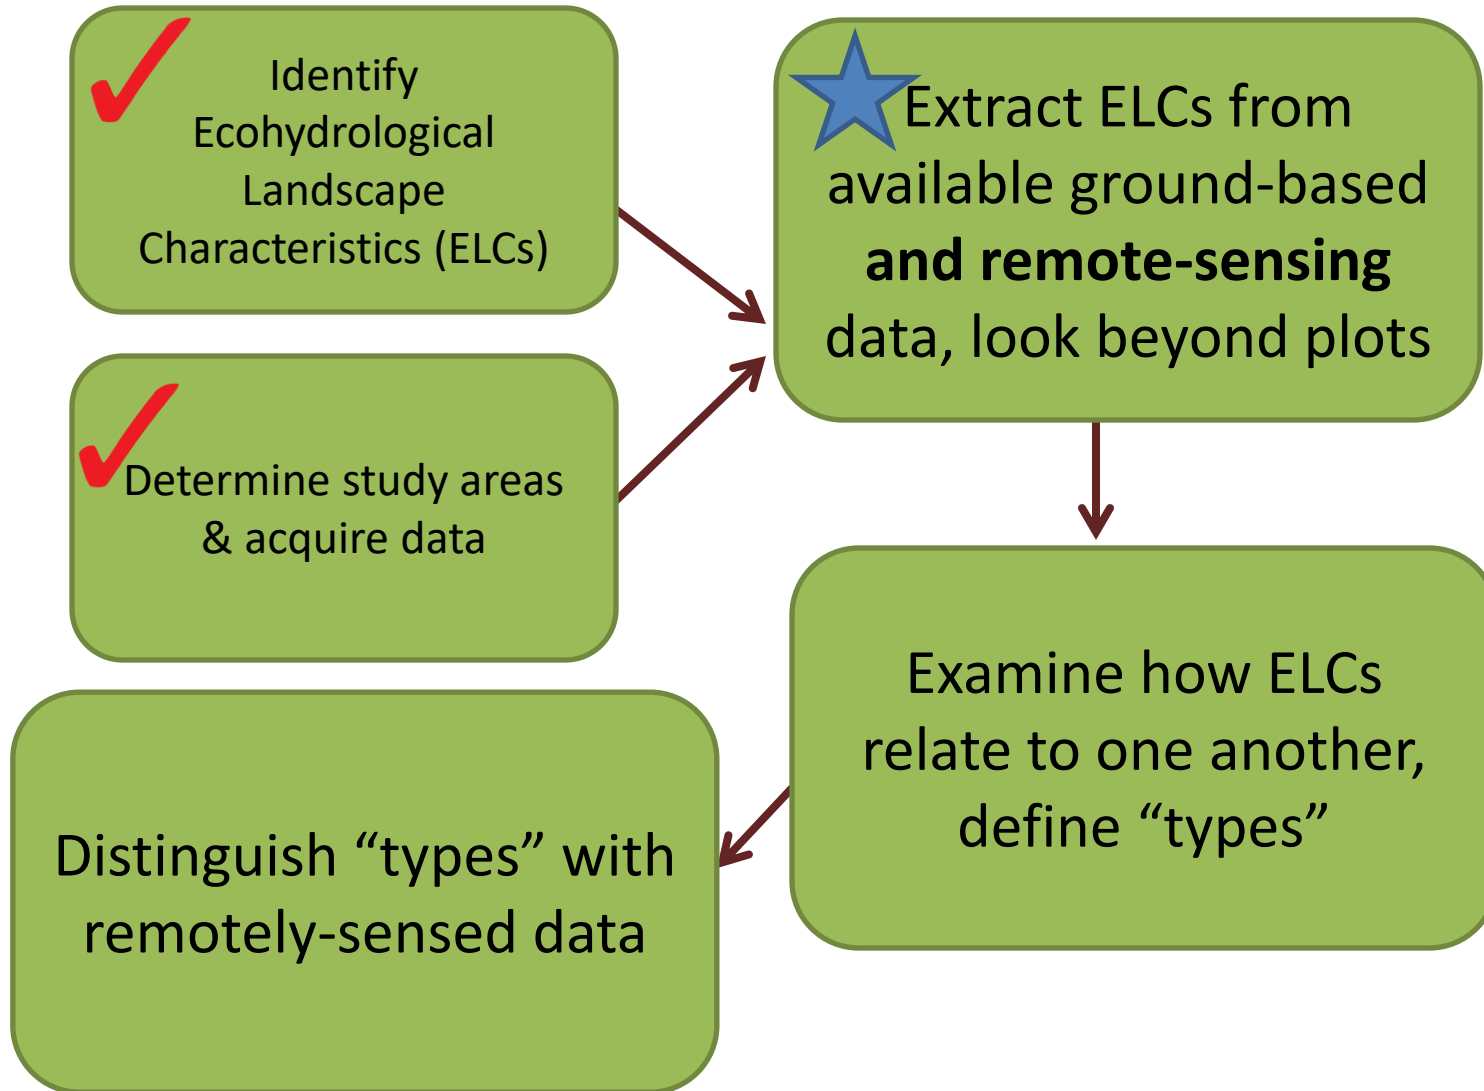 Identify
Ecohydrological
Landscape
Characteristics (ELCs)
Determine study areas
& acquire data
Extract ELCs from
available ground-based
and remote-sensing
data, look beyond plots
Examine how ELCs
relate to one another,
define “types”
Distinguish “types” with
remotely-sensed data